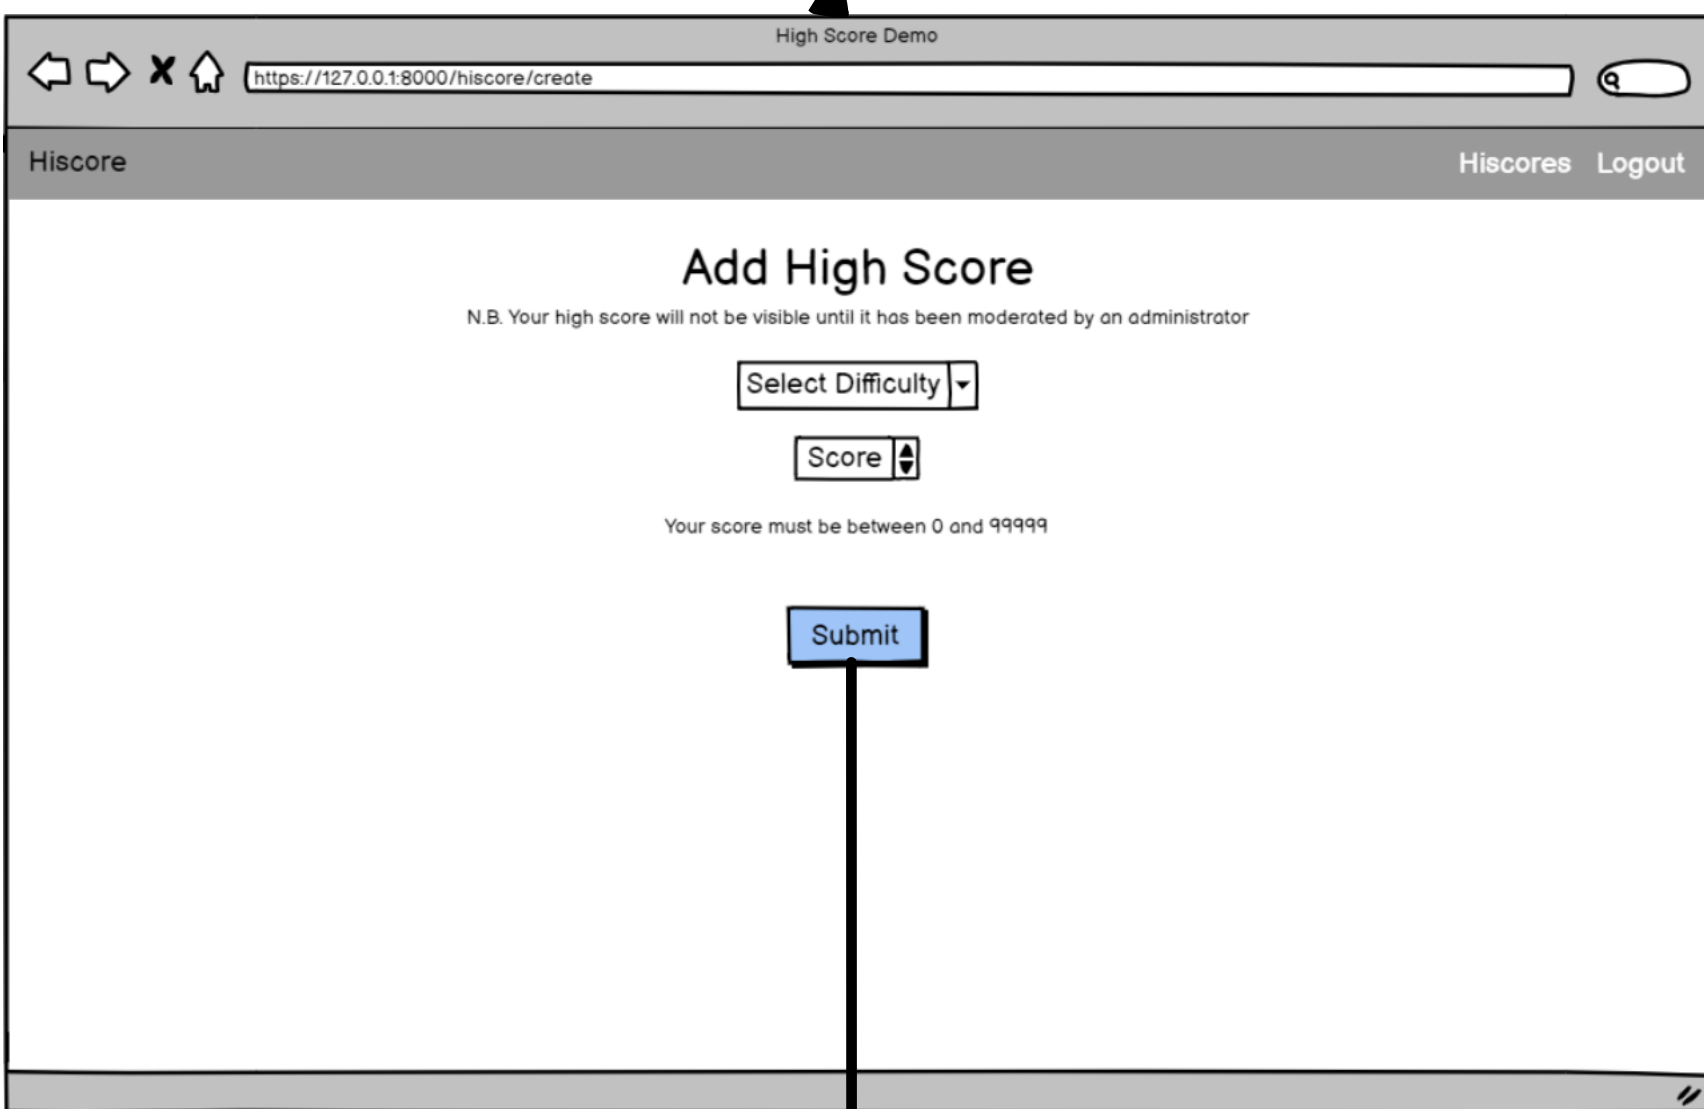 High Score Demo
https://127.0.0.1:8000/hiscore/create
Hiscore
Hiscores Logout
Add High Score
N.B. Your high score will not be visible until it has been moderated by an administrator
Select Difficulty
Score
Your score must be between 0 and 99999
Submit